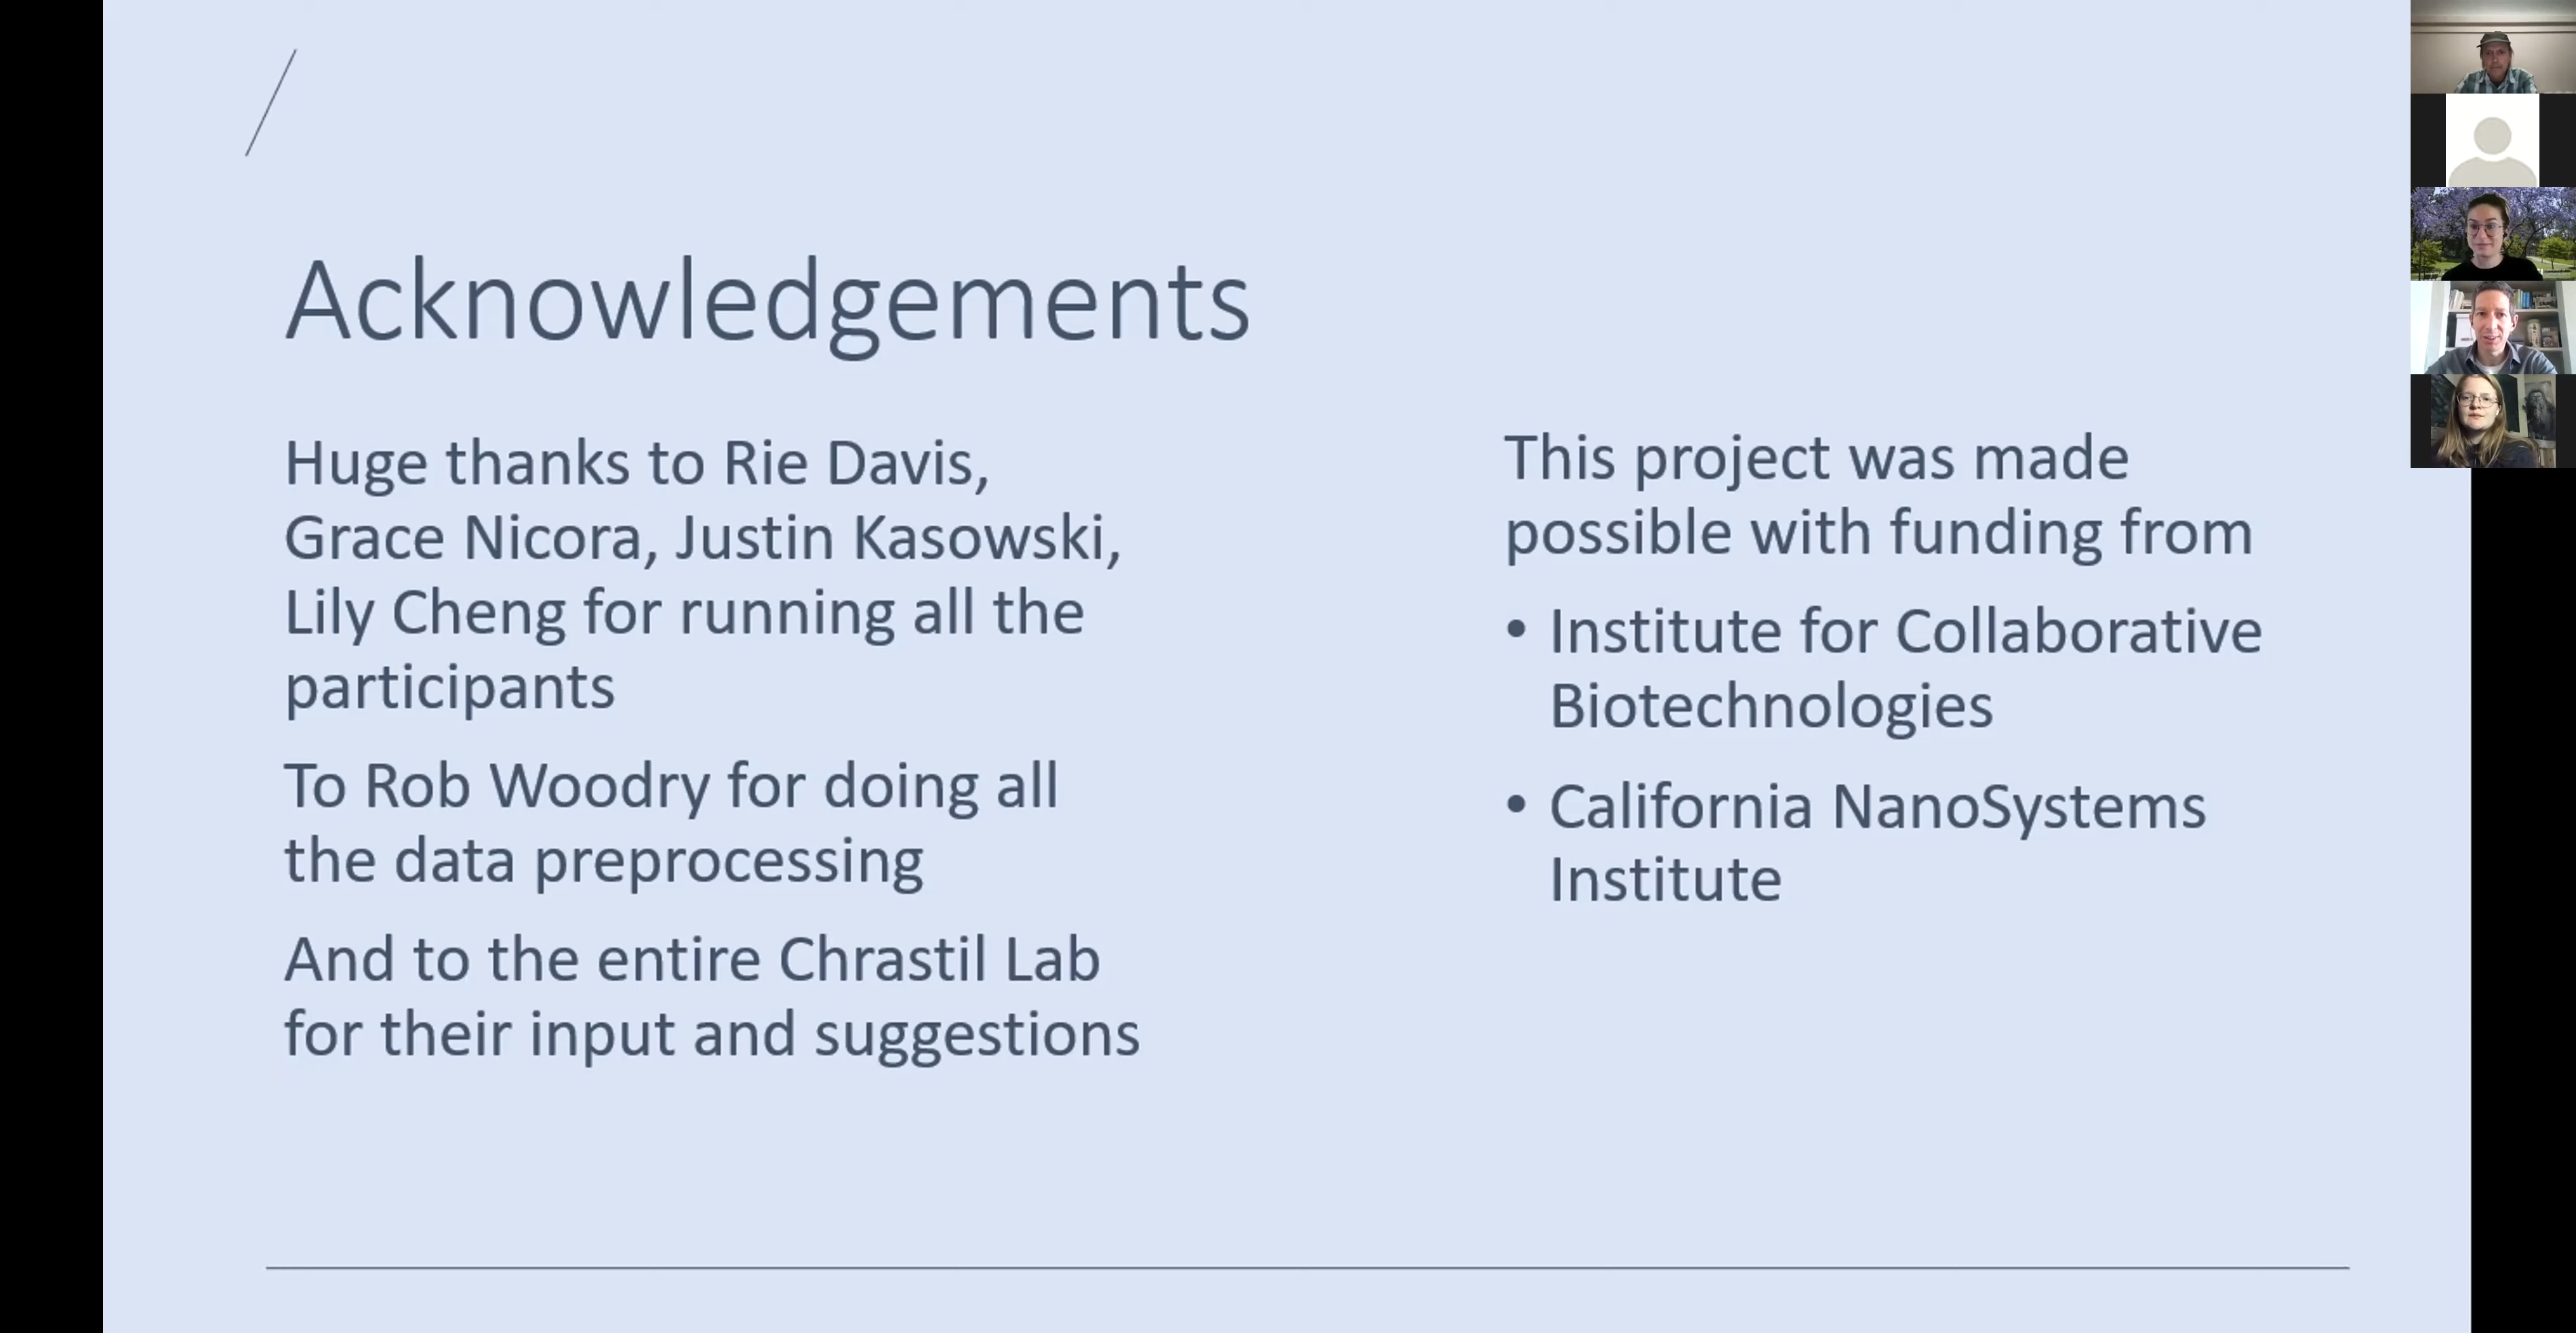 Acknowledgements
Huge thanks to Rie Davis,
Grace Nicora, Justin Kasowski,
Lily Cheng for running all the
participants
To Rob Woodry for doing all
the data preprocessing
And to the entire Chrastil Lab
for their input and suggestions
This project was made
possible with funding from
• Institute for Collaborative
Biotechnologies
• California NanoSystems
Institute